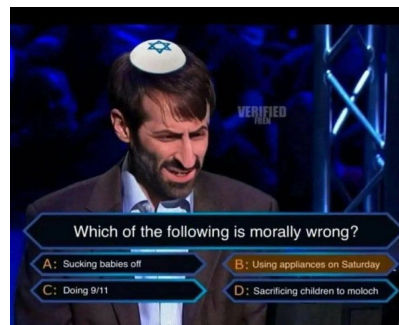 VERIFIED
FREN
Which of the following is morally wrong?
A: Sucking babies off
B: Using appliances on Saturday
C: Doing 9/11
D: Sacrificing children to moloch